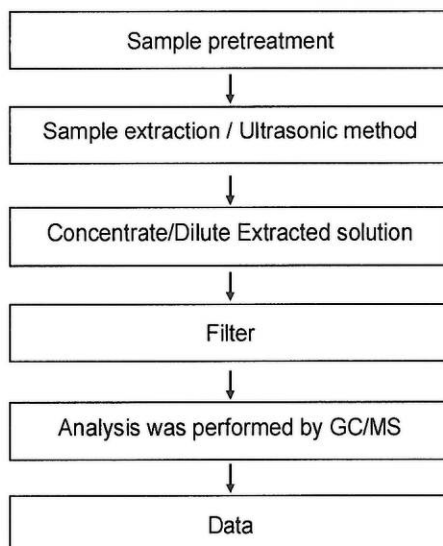 Sample pretreatment
Sample extraction / Ultrasonic method
Concentrate/Dilute Extracted solution
Filter
Analysis was performed by GC/MS
Data